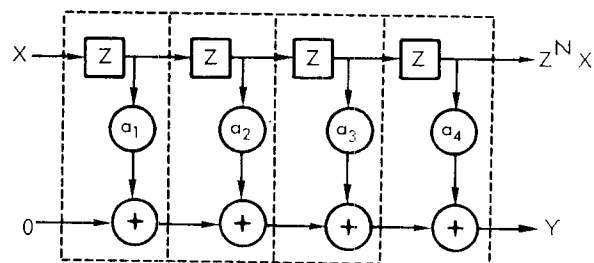 X Z Z Z Z Z^N X
a₁ a₂ a₃ a₄
0 + + + + Y